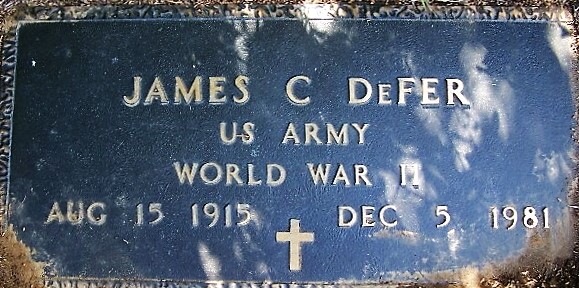 JAMES C DeFER
US ARMY
WORLD WAR II
AUG 15 1915 DEC 5 1981